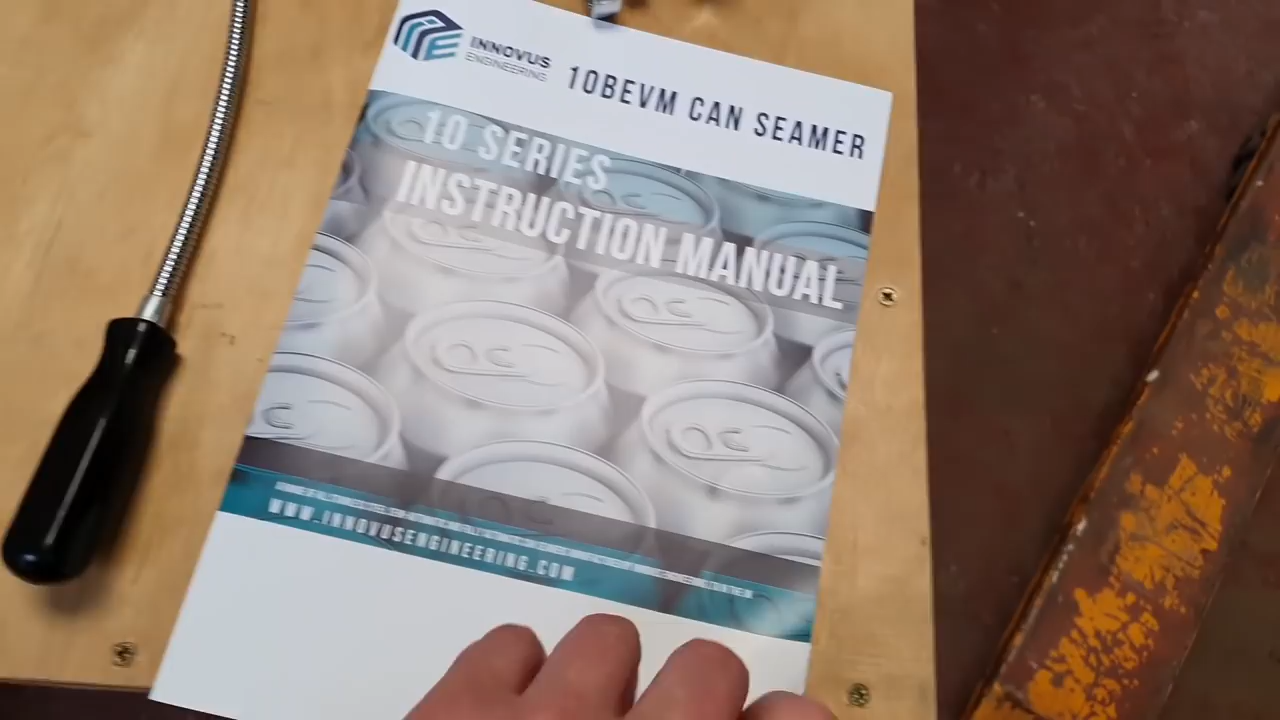 INNOVUS
ENGINEERING
10BEVM CAN SEAMER
10 SERIES
INSTRUCTION MANUAL
WWW.INNOVUSENGINEERING.COM